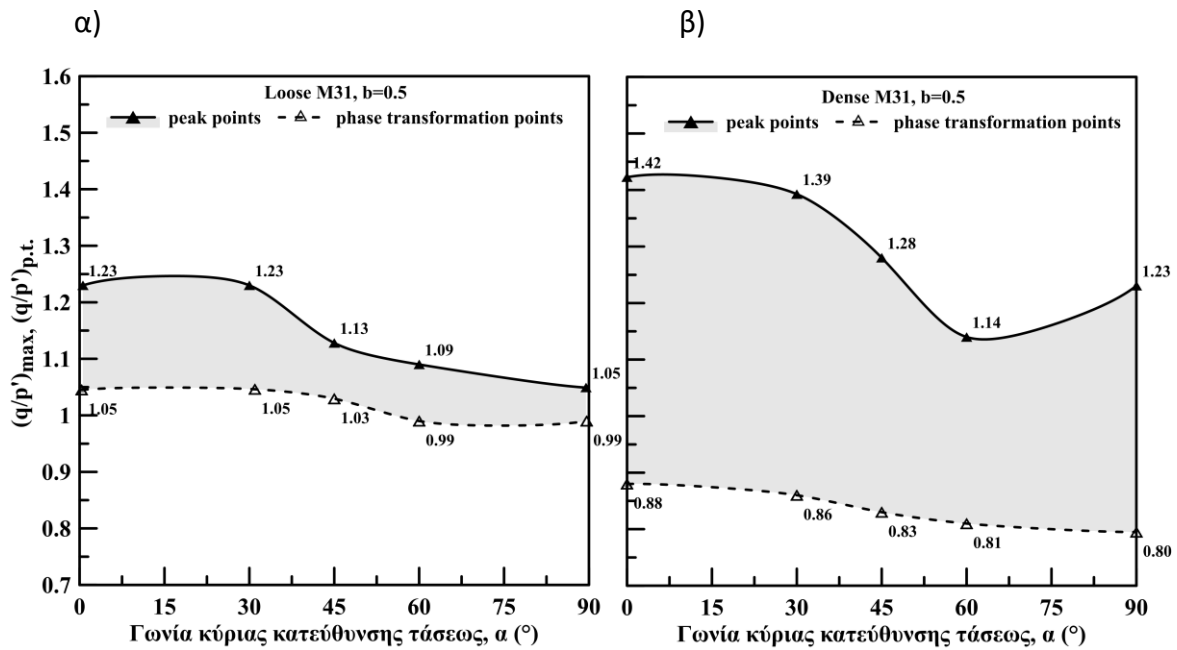 α)
β)
1.6
1.5
1.4
1.3
1.2
1.1
1
0.9
0.8
0.7
(q/p')max, (q/p')p.t.
Loose M31, b=0.5
peak points
phase transformation points
1.23
1.23
1.13
1.09
1.05
1.05
1.05
1.03
0.99
0.99
0 15 30 45 60 75 90
Γωνία κύριας κατεύθυνσης τάσεως, α (°)
Dense M31, b=0.5
peak points
phase transformation points
1.42
1.39
1.28
1.14
1.23
0.88
0.86
0.83
0.81
0.80
0 15 30 45 60 75 90
Γωνία κύριας κατεύθυνσης τάσεως, α (°)